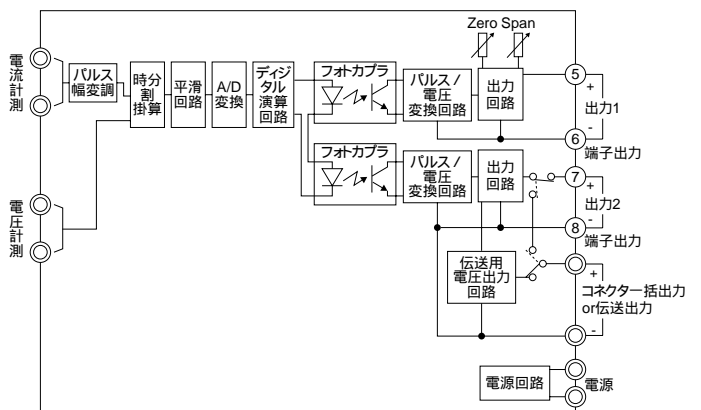 Zero Span
電流計測
パルス
幅変調
時分
割
掛算
平滑
回路
A/D
変換
ディジ
タル
演算
回路
フォトカプラ
パルス /
電圧
変換回路
出力
回路
5
+
出力1
-
6
端子出力
フォトカプラ
パルス /
電圧
変換回路
出力
回路
7
+
出力2
-
8
端子出力
電圧計測
伝送用
電圧出力
回路
+
コネクター括出力
or伝送出力
-
電源回路
電源